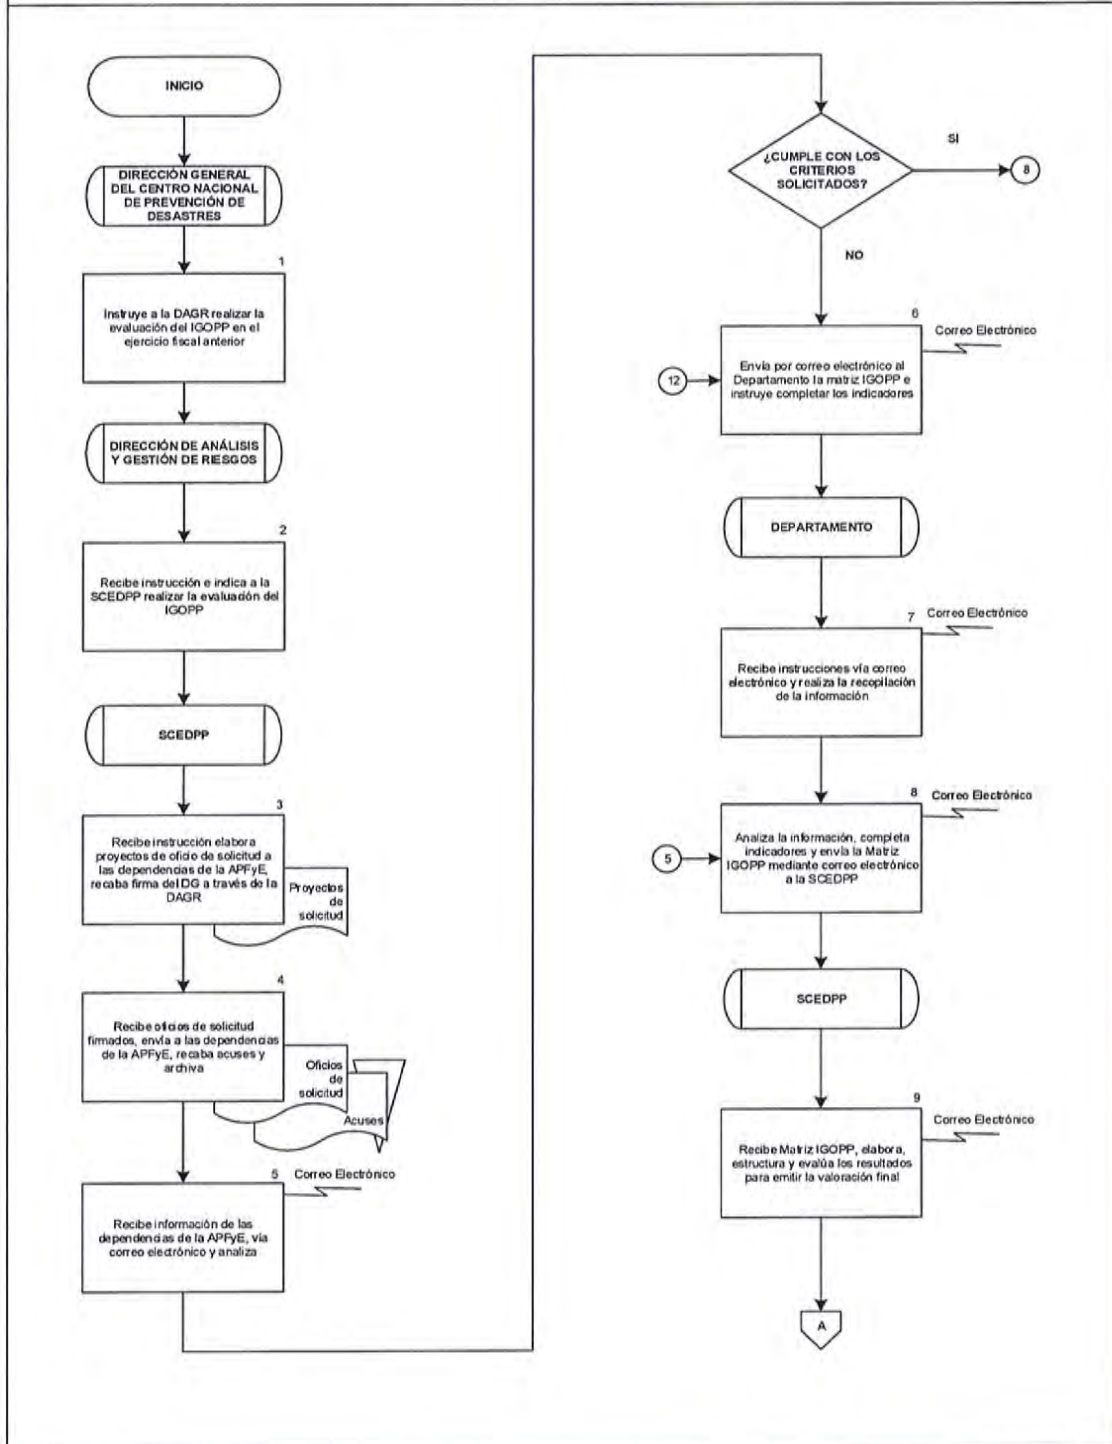 INICIO
DIRECCIÓN GENERAL
DEL CENTRO NACIONAL
DE PREVENCIÓN DE
DESASTRES
1
Instruye a la DAGR realizar la
evaluación del IGOPP en el
ejercicio fiscal anterior
DIRECCIÓN DE ANÁLISIS
Y GESTIÓN DE RIESGOS
2
Recibe instrucción e indica a la
SCEDPP realizar la evaluación del
IGOPP
SCEDPP
3
Recibe instrucción elabora
proyectos de oficio de solicitud a
las dependencias de la APFyE,
recaba firma del DG a través de la
DAGR
Proyectos
de
solicitud
4
Recibe oficios de solicitud
firmados, envía a las dependencias
de la APFyE, recaba acuses y
archiva
Oficios
de
solicitud
Acuses
5
Correo Electrónico
Recibe información de las
dependencias de la APFyE, vía
correo electrónico y analiza
¿CUMPLE CON LOS
CRITERIOS
SOLICITADOS?
SI
8
NO
6
Correo Electrónico
12
Envía por correo electrónico al
Departamento la matriz IGOPP e
instruye completar los indicadores
DEPARTAMENTO
7
Correo Electrónico
Recibe instrucciones vía correo
electrónico y realiza la recopilación
de la información
8
Correo Electrónico
5
Analiza la información, completa
indicadores y envía la Matriz
IGOPP mediante correo electrónico
a la SCEDPP
SCEDPP
9
Correo Electrónico
Recibe Matriz IGOPP, elabora,
estructura y evalúa los resultados
para emitir la valoración final
A